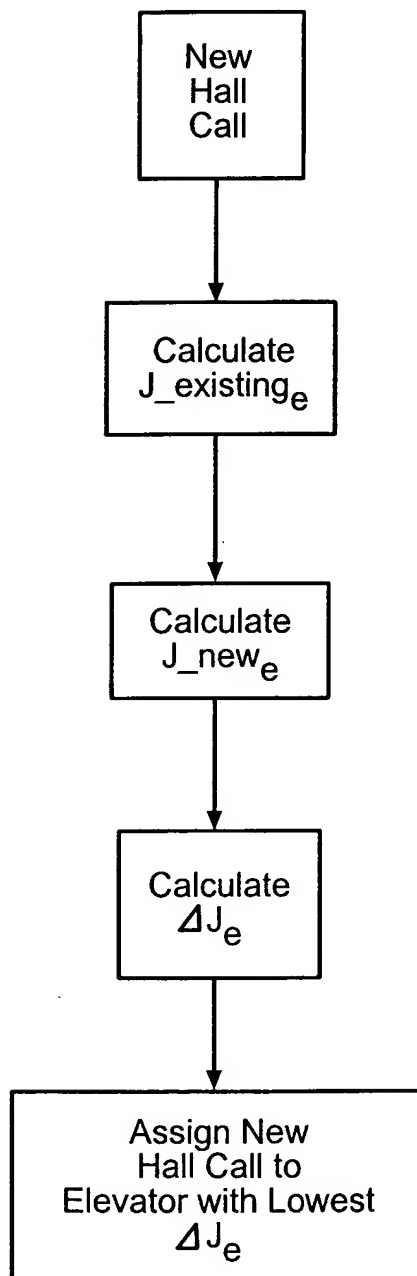 New
Hall
Call
Calculate
J_existing_e
Calculate
J_new_e
Calculate
ΔJ_e
Assign New
Hall Call to
Elevator with Lowest
ΔJ_e